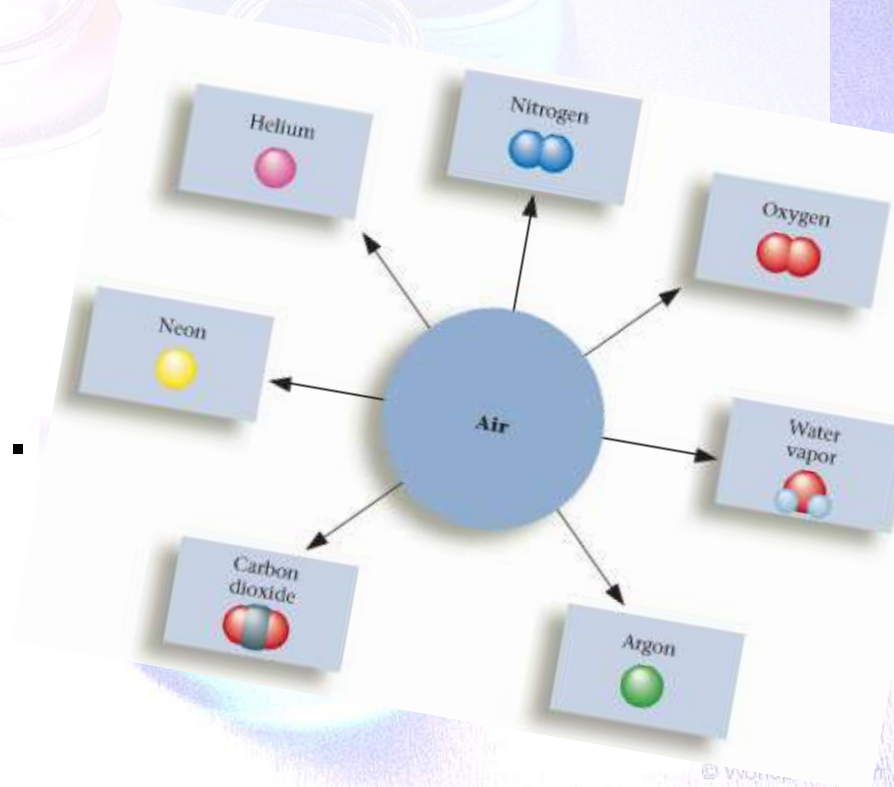 Nitrogen
Helium
Oxygen
Neon
Air
Water
vapor
Carbon
dioxide
Argon
©